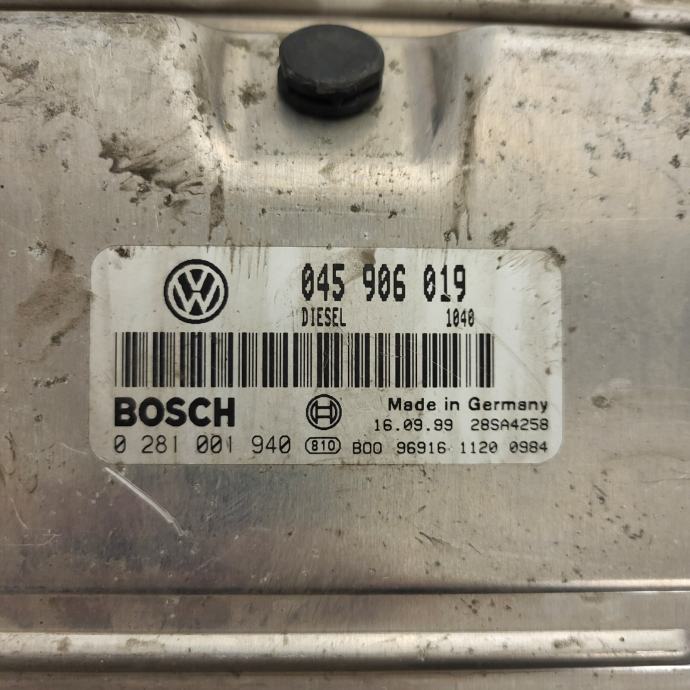 045 906 019
DIESEL 1040
BOSCH
Made in Germany
16.09.99 28SA4258
0 281 001 940 810 B00 96916 1120 0984